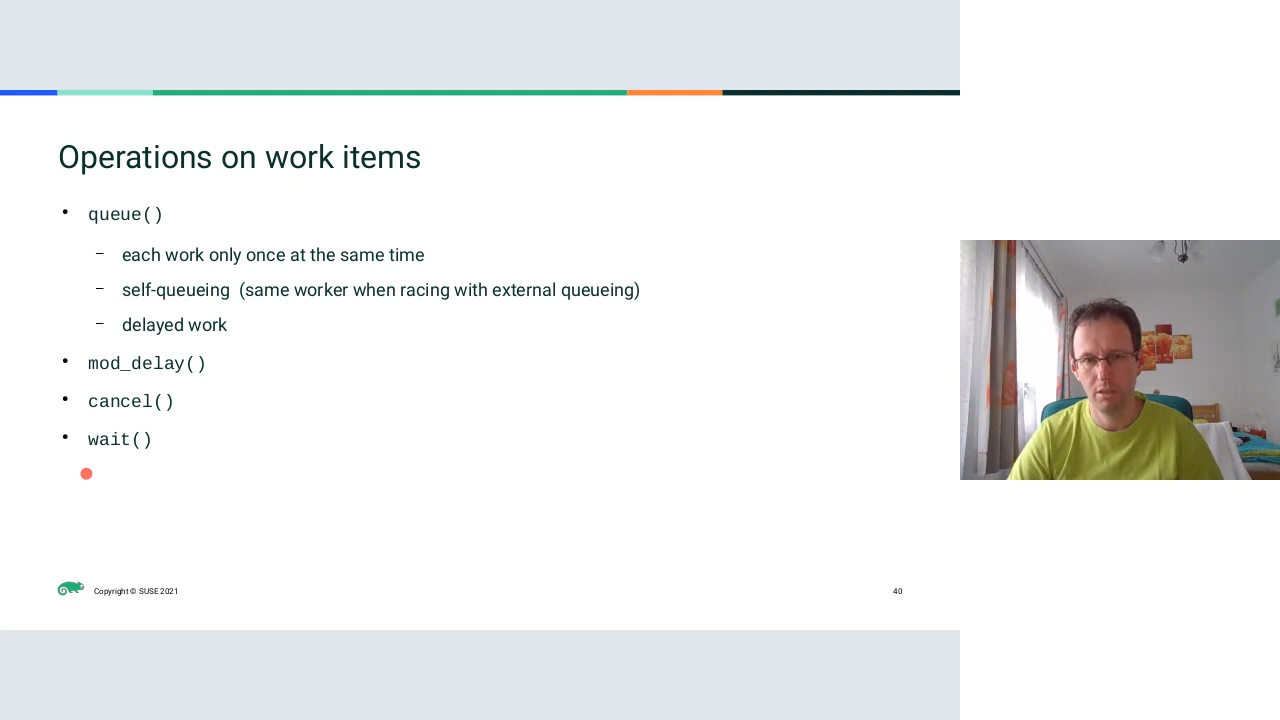 Operations on work items
• queue()
– each work only once at the same time
– self-queueing (same worker when racing with external queueing)
– delayed work
• mod_delay()
• cancel()
• wait()
Copyright © SUSE 2021
40